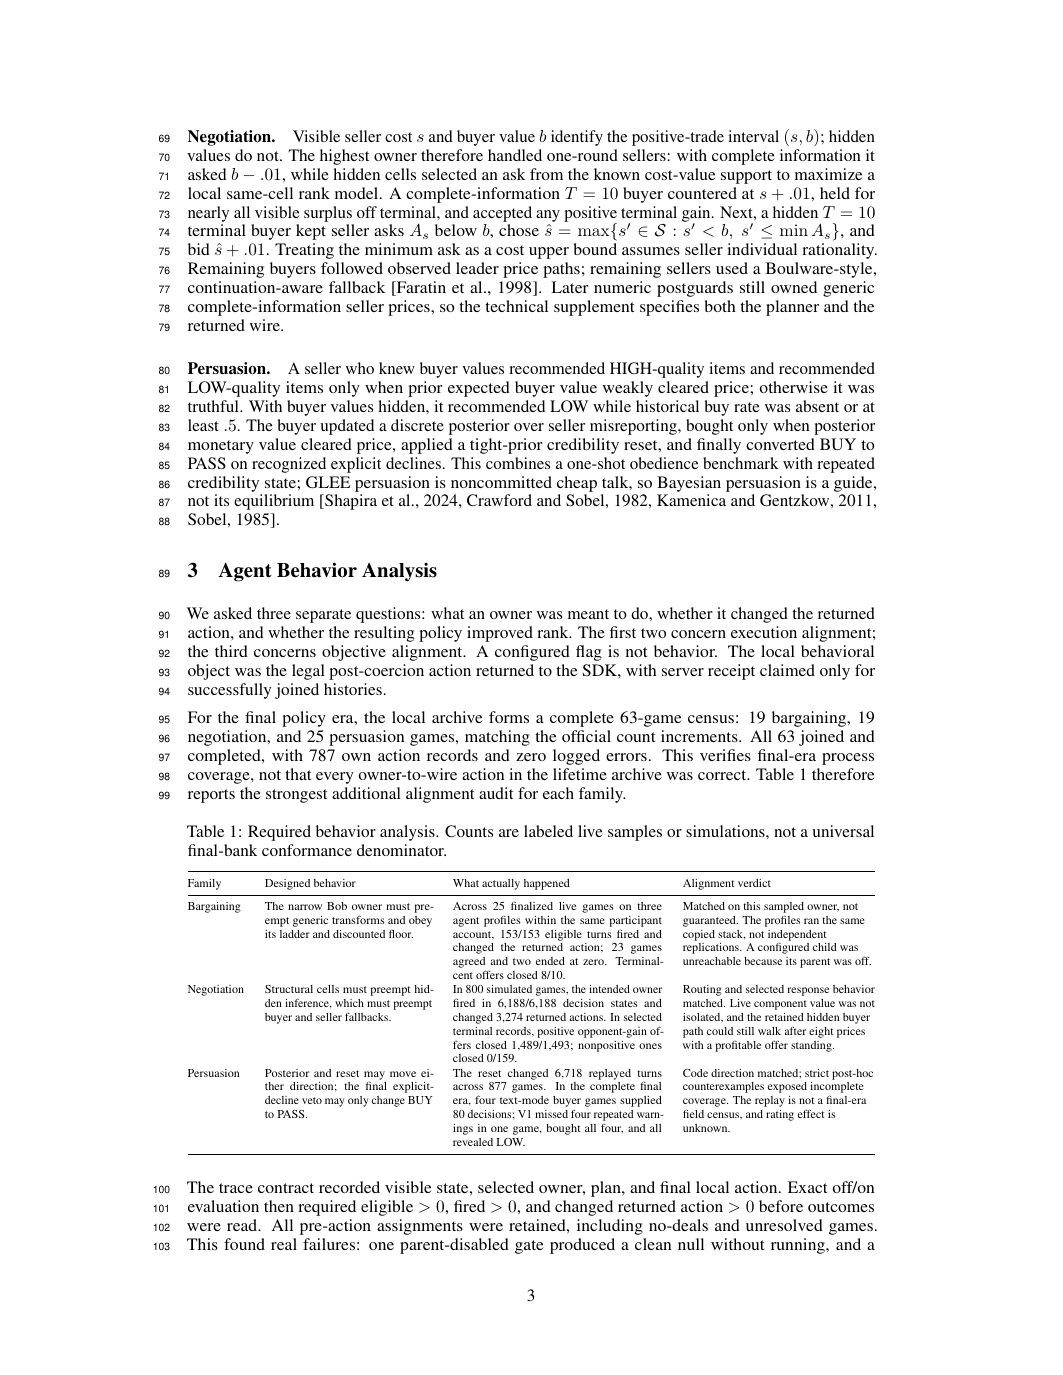 69 Negotiation. Visible seller cost s and buyer value b identify the positive-trade interval (s, b); hidden
70 values do not. The highest owner therefore handled one-round sellers: with complete information it
71 asked b − .01, while hidden cells selected an ask from the known cost-value support to maximize a
72 local same-cell rank model. A complete-information T = 10 buyer countered at s + .01, held for
73 nearly all visible surplus off terminal, and accepted any positive terminal gain. Next, a hidden T = 10
74 terminal buyer kept seller asks Aₛ below b, chose ŝ = max{s′ ∈ 𝒮 : s′ < b, s′ ≤ min Aₛ}, and
75 bid ŝ + .01. Treating the minimum ask as a cost upper bound assumes seller individual rationality.
76 Remaining buyers followed observed leader price paths; remaining sellers used a Boulware-style,
77 continuation-aware fallback [Faratin et al., 1998]. Later numeric postguards still owned generic
78 complete-information seller prices, so the technical supplement specifies both the planner and the
79 returned wire.
80 Persuasion. A seller who knew buyer values recommended HIGH-quality items and recommended
81 LOW-quality items only when prior expected buyer value weakly cleared price; otherwise it was
82 truthful. With buyer values hidden, it recommended LOW while historical buy rate was absent or at
83 least .5. The buyer updated a discrete posterior over seller misreporting, bought only when posterior
84 monetary value cleared price, applied a tight-prior credibility reset, and finally converted BUY to
85 PASS on recognized explicit declines. This combines a one-shot obedience benchmark with repeated
86 credibility state; GLEE persuasion is noncommitted cheap talk, so Bayesian persuasion is a guide,
87 not its equilibrium [Shapira et al., 2024, Crawford and Sobel, 1982, Kamenica and Gentzkow, 2011,
88 Sobel, 1985].
89 3 Agent Behavior Analysis
90 We asked three separate questions: what an owner was meant to do, whether it changed the returned
91 action, and whether the resulting policy improved rank. The first two concern execution alignment;
92 the third concerns objective alignment. A configured flag is not behavior. The local behavioral
93 object was the legal post-coercion action returned to the SDK, with server receipt claimed only for
94 successfully joined histories.
95 For the final policy era, the local archive forms a complete 63-game census: 19 bargaining, 19
96 negotiation, and 25 persuasion games, matching the official count increments. All 63 joined and
97 completed, with 787 own action records and zero logged errors. This verifies final-era process
98 coverage, not that every owner-to-wire action in the lifetime archive was correct. Table 1 therefore
99 reports the strongest additional alignment audit for each family.
Table 1: Required behavior analysis. Counts are labeled live samples or simulations, not a universal
final-bank conformance denominator.
Family Designed behavior What actually happened Alignment verdict
Bargaining
The narrow Bob owner must pre-
empt generic transforms and obey
its ladder and discounted floor.
Across 25 finalized live games on three
agent profiles within the same participant
account, 153/153 eligible turns fired and
changed the returned action; 23 games
agreed and two ended at zero. Terminal-
cent offers closed 8/10.
Matched on this sampled owner, not
guaranteed. The profiles ran the same
copied stack, not independent
replications. A configured child was
unreachable because its parent was off.
Negotiation
Structural cells must preempt hid-
den inference, which must preempt
buyer and seller fallbacks.
In 800 simulated games, the intended owner
fired in 6,188/6,188 decision states and
changed 3,274 returned actions. In selected
terminal records, positive opponent-gain of-
fers closed 1,489/1,493; nonpositive ones
closed 0/159.
Routing and selected response behavior
matched. Live component value was not
isolated, and the retained hidden buyer
path could still walk after eight prices
with a profitable offer standing.
Persuasion
Posterior and reset may move ei-
ther direction; the final explicit-
decline veto may only change BUY
to PASS.
The reset changed 6,718 replayed turns
across 877 games. In the complete final
era, four text-mode buyer games supplied
80 decisions; V1 missed four repeated warn-
ings in one game, bought all four, and all
revealed LOW.
Code direction matched; strict post-hoc
counterexamples exposed incomplete
coverage. The replay is not a final-era
field census, and rating effect is
unknown.
100 The trace contract recorded visible state, selected owner, plan, and final local action. Exact off/on
101 evaluation then required eligible > 0, fired > 0, and changed returned action > 0 before outcomes
102 were read. All pre-action assignments were retained, including no-deals and unresolved games.
103 This found real failures: one parent-disabled gate produced a clean null without running, and a
3